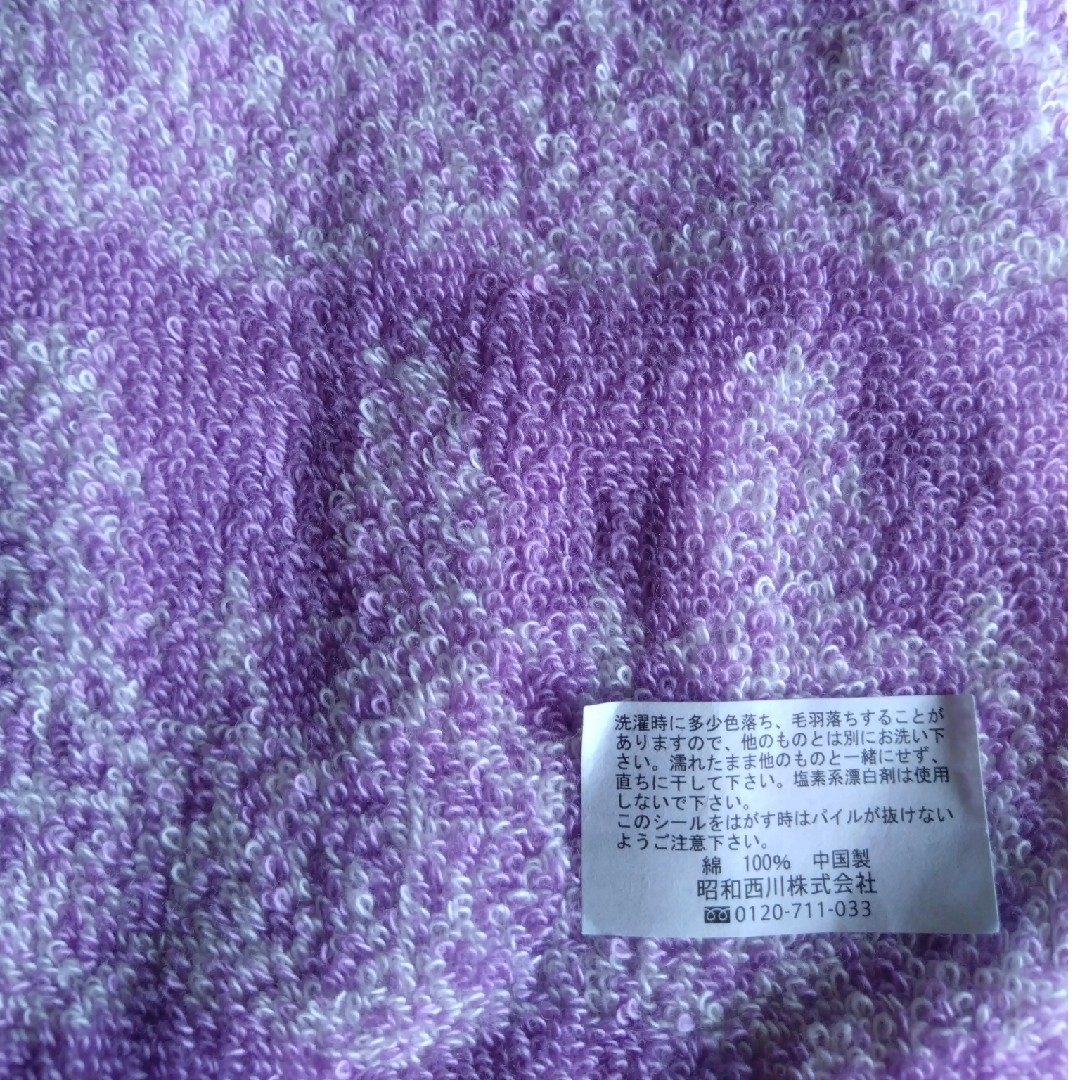 洗濯時に多少色落ち、毛羽落ちすることが
ありますので、他のものとは別にお洗い下
さい。濡れたまま他のものと一緒にせず、
直ちに干して下さい。塩素系漂白剤は使用
しないで下さい。
このシールをはがす時はパイルが抜けない
ようご注意下さい。
綿 100% 中国製
昭和西川株式会社
0120-711-033